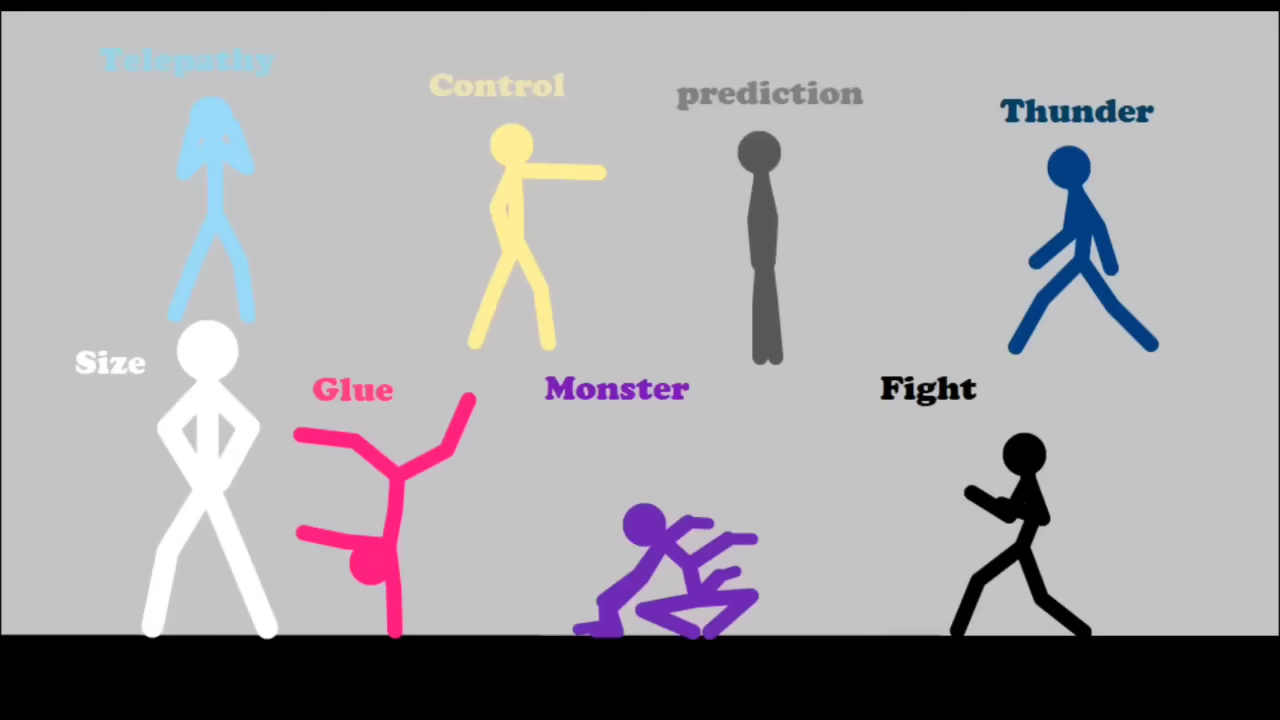 Telepathy
Control
prediction
Thunder
Size
Glue
Monster
Fight